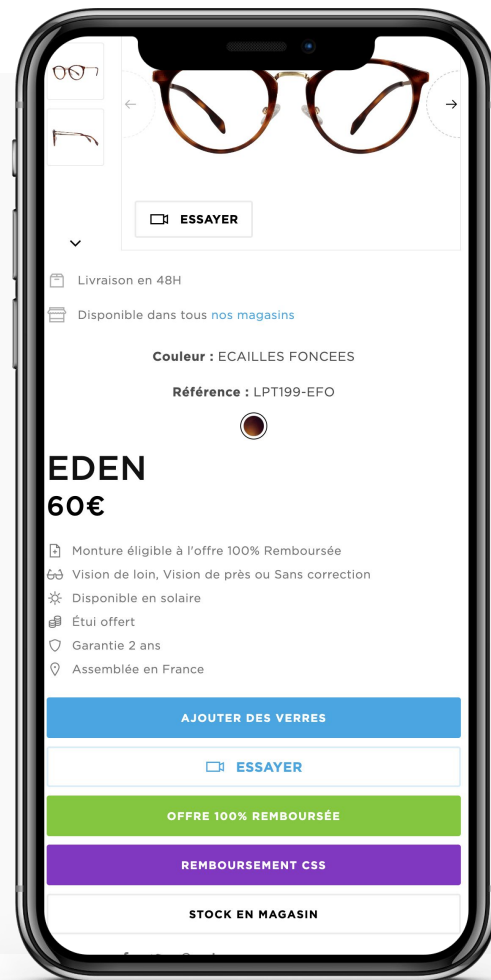 ESSAYER
Livraison en 48H
Disponible dans tous nos magasins
Couleur : ECAILLES FONCEES
Référence : LPT199-EFO
EDEN
60€
Monture éligible à l'offre 100% Remboursée
Vision de loin, Vision de près ou Sans correction
Disponible en solaire
Étui offert
Garantie 2 ans
Assemblée en France
AJOUTER DES VERRES
ESSAYER
OFFRE 100% REMBOURSÉE
REMBOURSEMENT CSS
STOCK EN MAGASIN